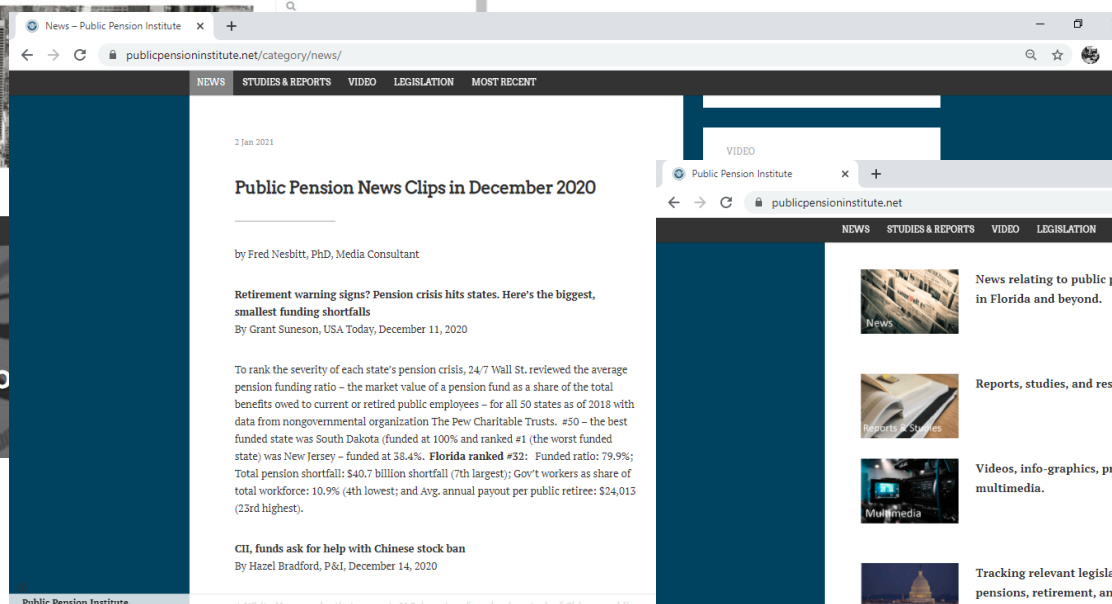 News – Public Pension Institute
publicpensioninstitute.net/category/news/
NEWS STUDIES & REPORTS VIDEO LEGISLATION MOST RECENT
2 Jan 2021
Public Pension News Clips in December 2020
by Fred Nesbitt, PhD, Media Consultant
Retirement warning signs? Pension crisis hits states. Here's the biggest,
smallest funding shortfalls
By Grant Suneson, USA Today, December 11, 2020
To rank the severity of each state's pension crisis, 24/7 Wall St. reviewed the average
pension funding ratio – the market value of a pension fund as a share of the total
benefits owed to current or retired public employees – for all 50 states as of 2018 with
data from nongovernmental organization The Pew Charitable Trusts. #50 – the best
funded state was South Dakota (funded at 100% and ranked #1 (the worst funded
state) was New Jersey – funded at 38.4%. Florida ranked #32: Funded ratio: 79.9%;
Total pension shortfall: $40.7 billion shortfall (7th largest); Gov't workers as share of
total workforce: 10.9% (4th lowest; and Avg. annual payout per public retiree: $24,013
(23rd highest).
CII, funds ask for help with Chinese stock ban
By Hazel Bradford, P&I, December 14, 2020
Public Pension Institute
VIDEO
Public Pension Institute
publicpensioninstitute.net
NEWS STUDIES & REPORTS VIDEO LEGISLATION
News
News relating to public
in Florida and beyond.
Reports & Studies
Reports, studies, and
Multimedia
Videos, info-graphics,
multimedia.
Tracking relevant
pensions, retirement,